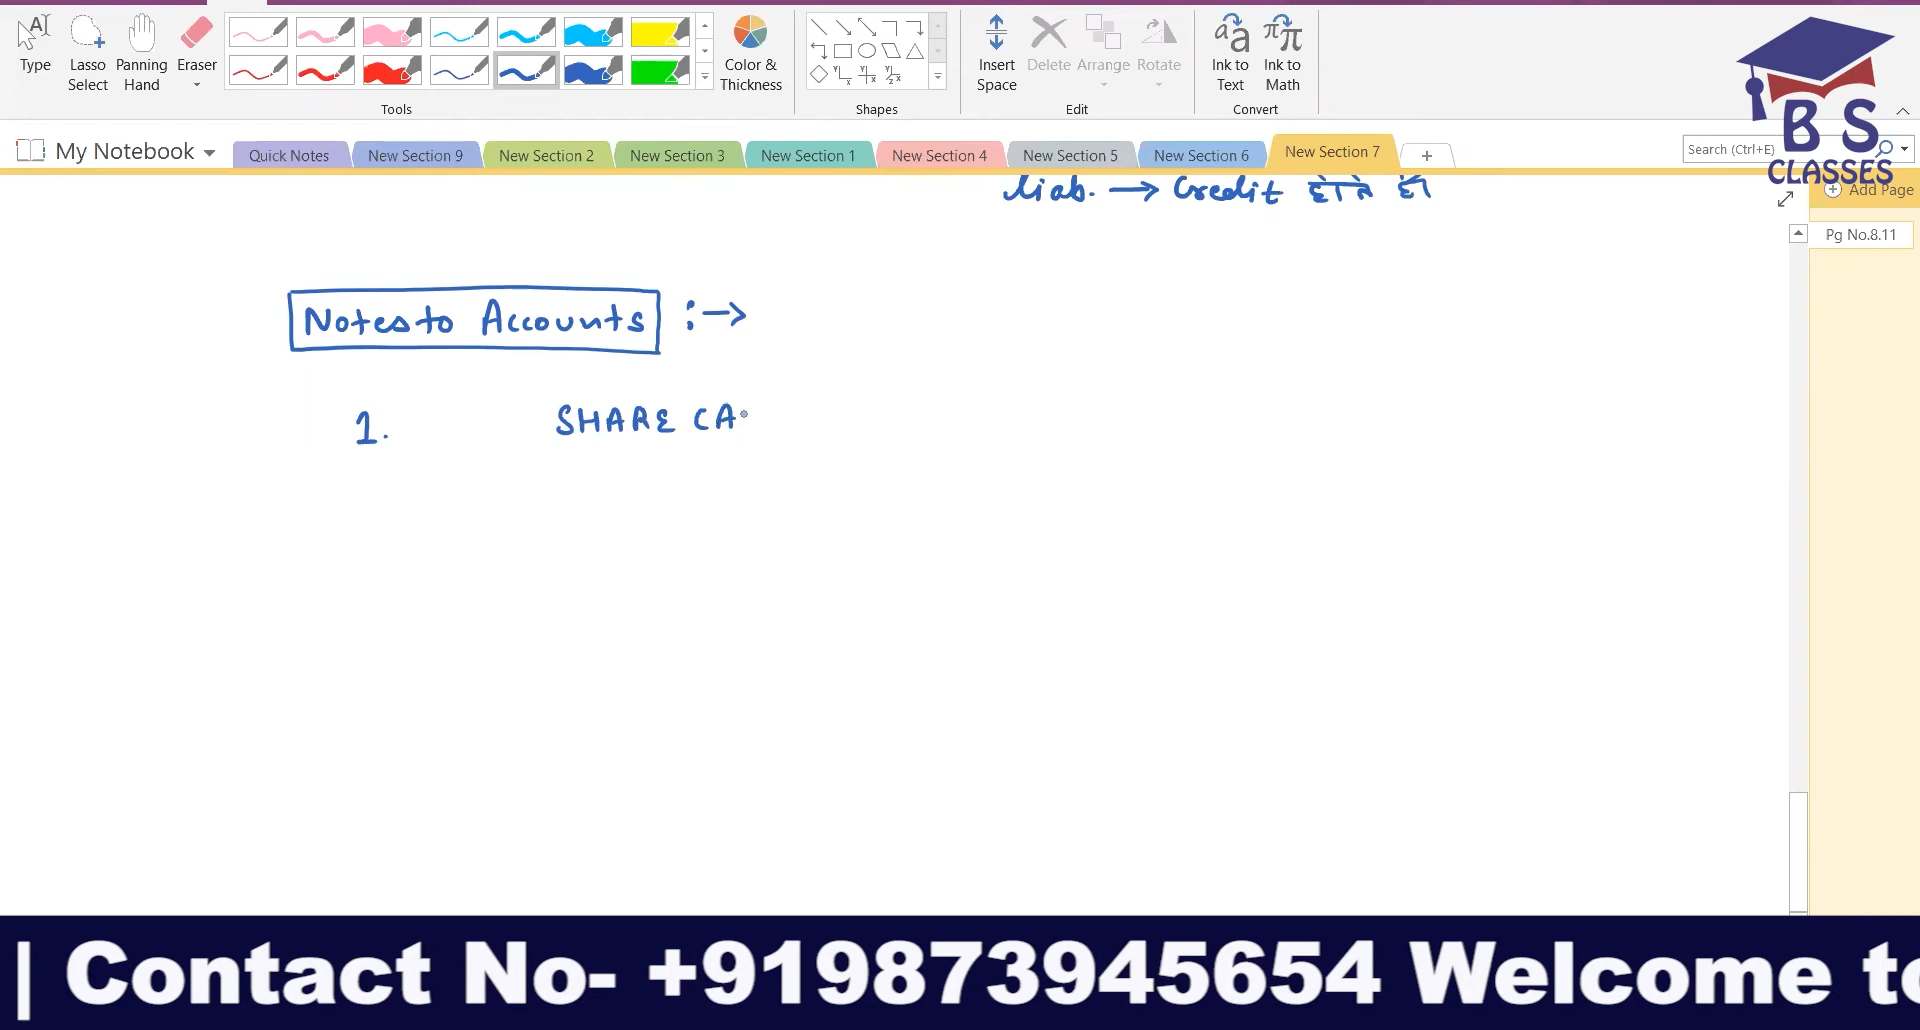 Type
Lasso Select
Panning Hand
Eraser
Color & Thickness
Insert Space
Delete
Arrange
Rotate
Ink to Text
Ink to Math
Tools
Shapes
Edit
Convert
B S
CLASSES
My Notebook
Quick Notes
New Section 9
New Section 2
New Section 3
New Section 1
New Section 4
New Section 5
New Section 6
New Section 7
Search (Ctrl+E)
Add Page
Pg No.8.11
liab. → Credit
Notes to Accounts :→
1. SHARE CA
| Contact No- +919873945654 Welcome to